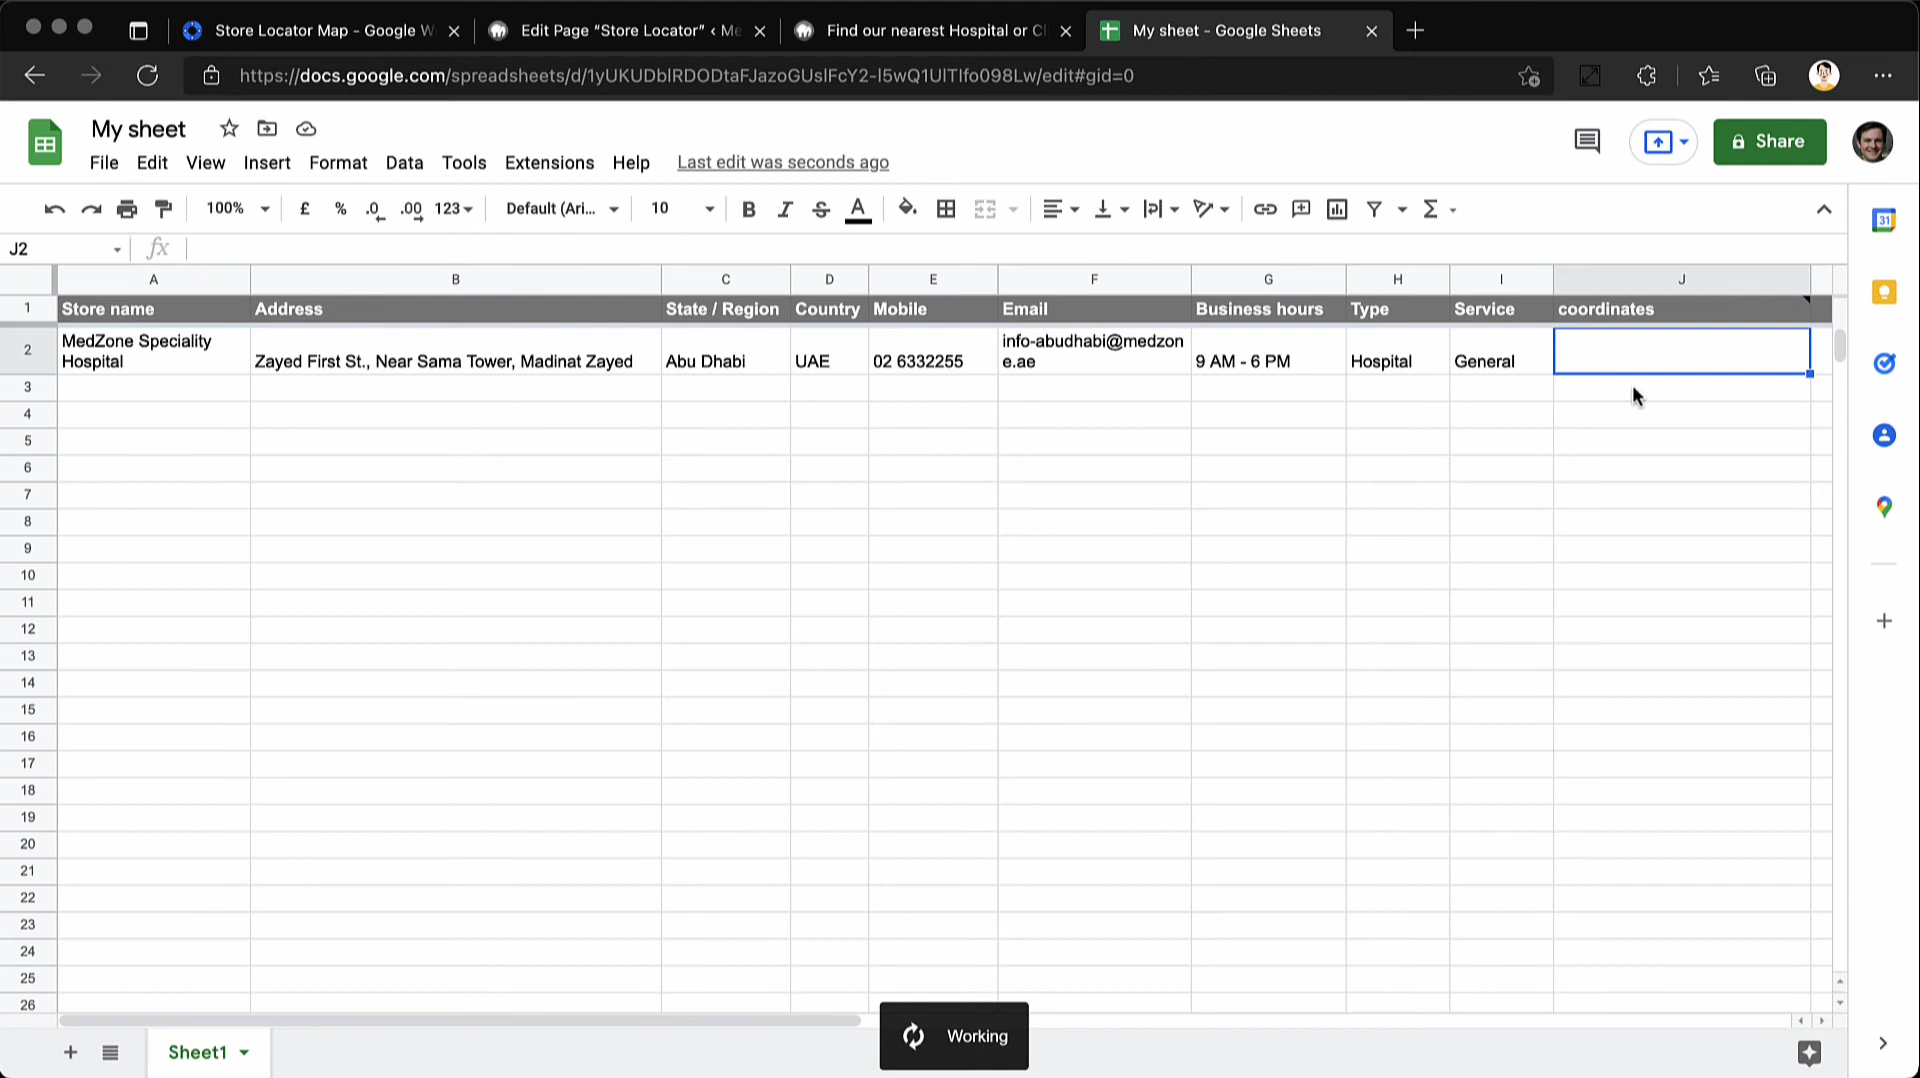 Store Locator Map - Google W
Edit Page “Store Locator” ‹ Me
Find our nearest Hospital or Cl
My sheet - Google Sheets
https://docs.google.com/spreadsheets/d/1yUKUDblRDODtaFJazoGUslFcY2-l5wQ1UlTlfo098Lw/edit#gid=0
My sheet
File Edit View Insert Format Data Tools Extensions Help Last edit was seconds ago
Share
100% £ % .0 .00 123 Default (Ari... 10 B I S A Σ
31
J2 fx
A B C D E F G H I J
1 Store name Address State / Region Country Mobile Email Business hours Type Service coordinates
2 MedZone Speciality Hospital Zayed First St., Near Sama Tower, Madinat Zayed Abu Dhabi UAE 02 6332255 info-abudhabi@medzone.ae 9 AM - 6 PM Hospital General
3
4
5
6
7
8
9
10
11
12
13
14
15
16
17
18
19
20
21
22
23
24
25
26
Working
Sheet1